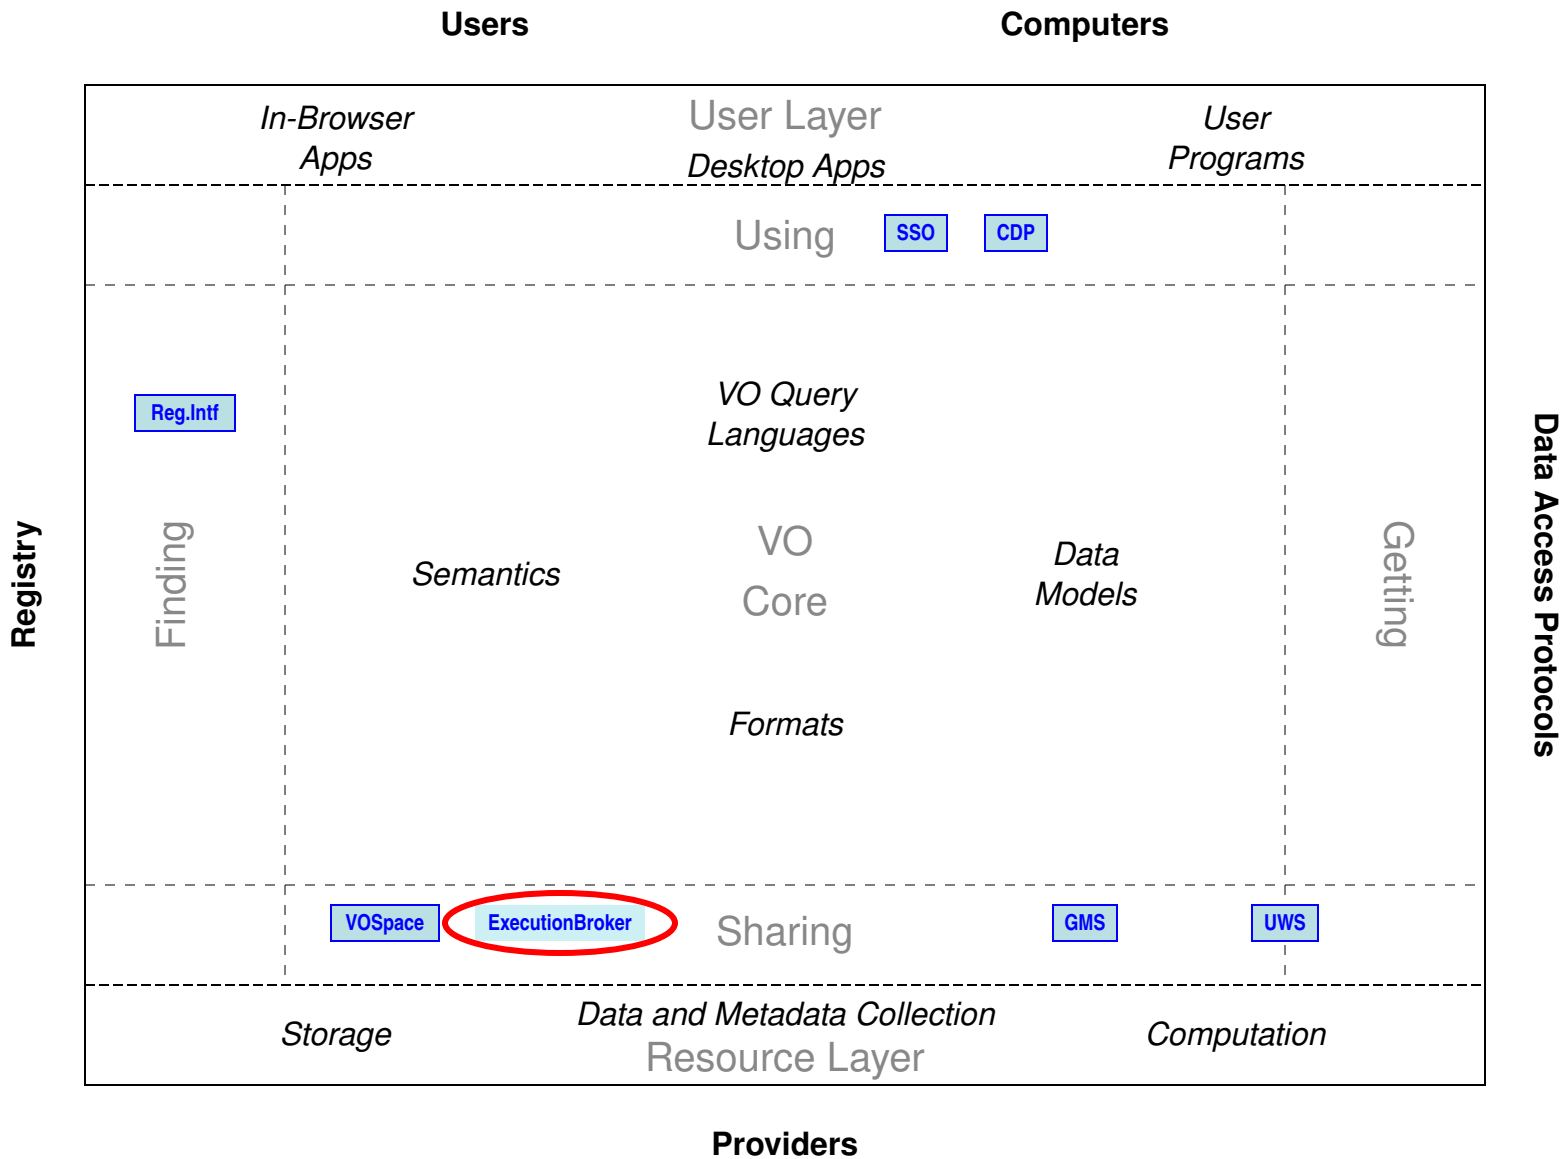 Users
Computers
In-Browser
Apps
User Layer
Desktop Apps
User
Programs
Using
SSO
CDP
Reg.Intf
VO Query
Languages
Registry
Finding
Semantics
VO
Core
Data
Models
Getting
Data Access Protocols
Formats
VOSpace
ExecutionBroker
Sharing
GMS
UWS
Storage
Data and Metadata Collection
Resource Layer
Computation
Providers